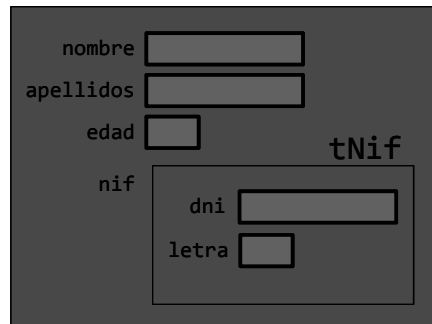 nombre
apellidos
edad
tNif
nif
dni
letra